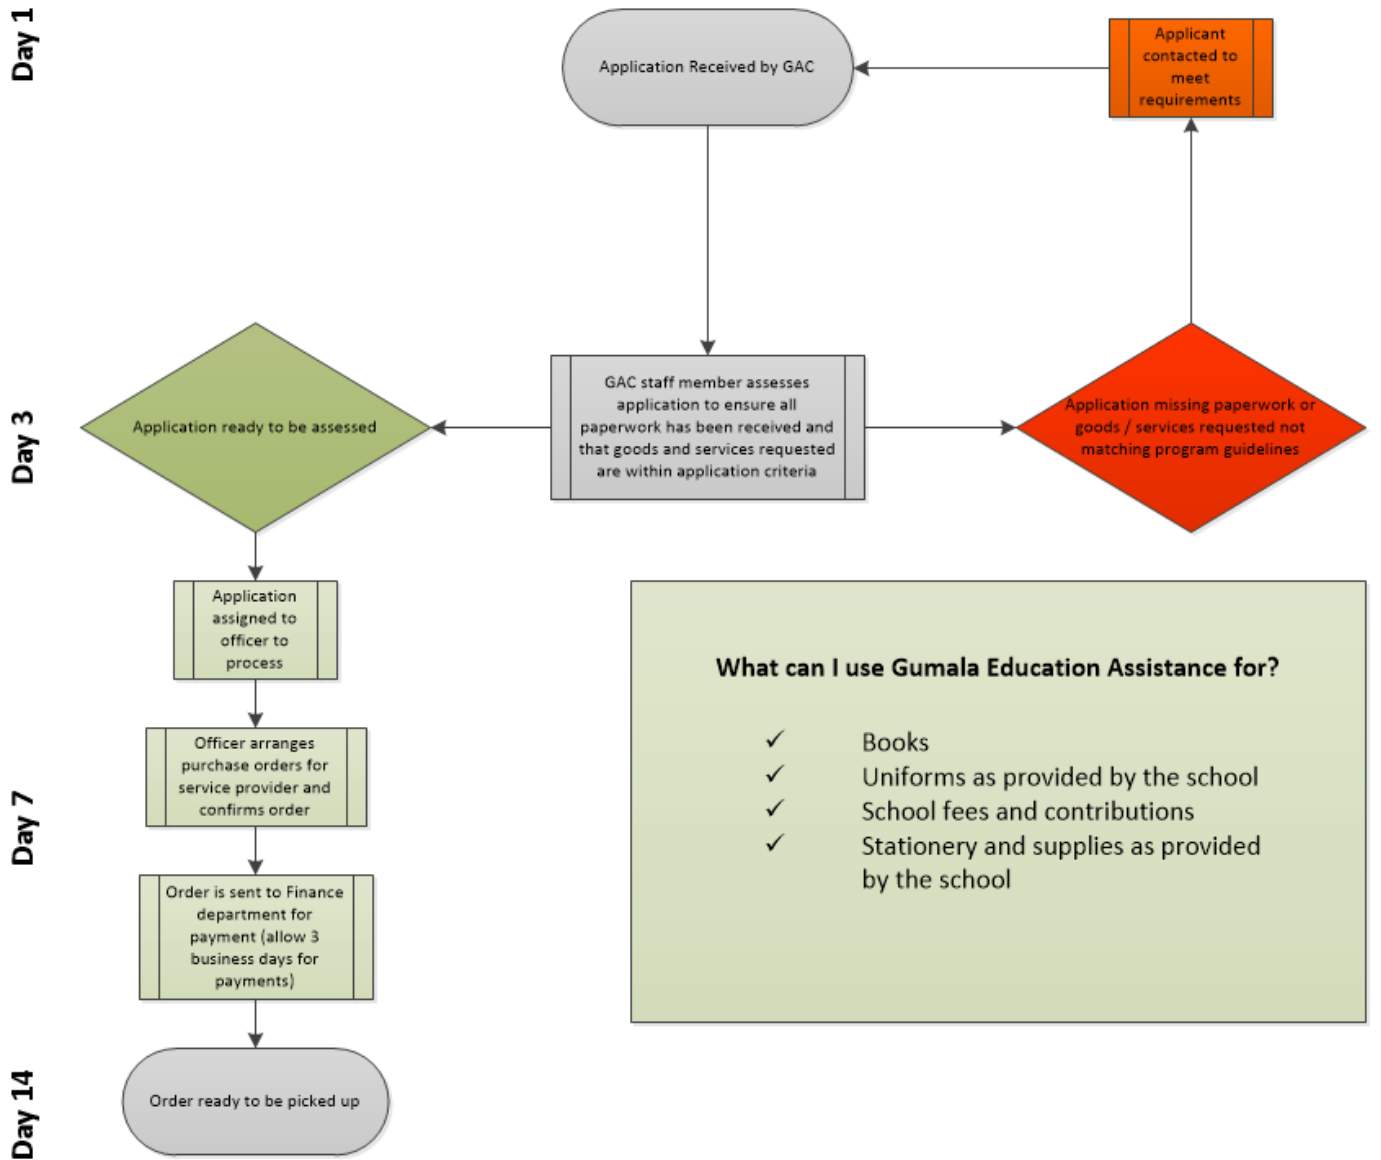 Day 1
Application Received by GAC
Applicant
contacted to
meet
requirements
Day 3
Application ready to be assessed
GAC staff member assesses
application to ensure all
paperwork has been received and
that goods and services requested
are within application criteria
Application missing paperwork or
goods / services requested not
matching program guidelines
Application
assigned to
officer to
process
Day 7
Officer arranges
purchase orders for
service provider and
confirms order
Order is sent to Finance
department for
payment (allow 3
business days for
payments)
Day 14
Order ready to be picked up
What can I use Gumala Education Assistance for?
✓ Books
✓ Uniforms as provided by the school
✓ School fees and contributions
✓ Stationery and supplies as provided
by the school